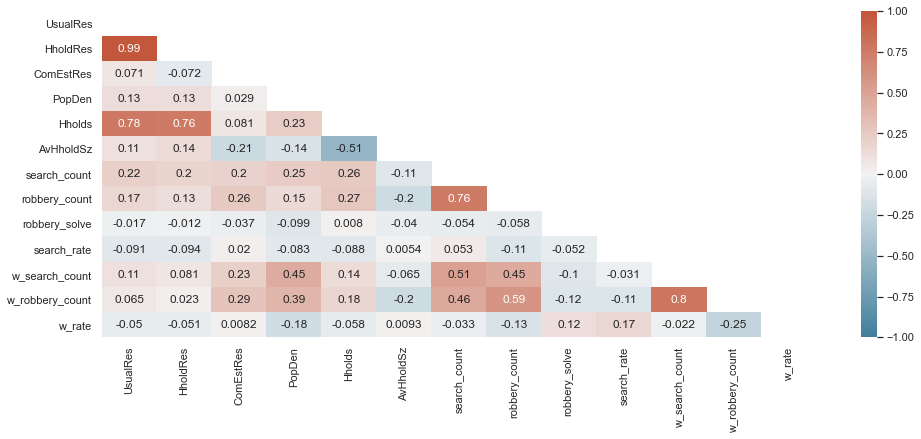 UsualRes
HholdRes 0.99
ComEstRes 0.071 -0.072
PopDen 0.13 0.13 0.029
Hholds 0.78 0.76 0.081 0.23
AvHholdSz 0.11 0.14 -0.21 -0.14 -0.51
search_count 0.22 0.2 0.2 0.25 0.26 -0.11
robbery_count 0.17 0.13 0.26 0.15 0.27 -0.2 0.76
robbery_solve -0.017 -0.012 -0.037 -0.099 0.008 -0.04 -0.054 -0.058
search_rate -0.091 -0.094 0.02 -0.083 -0.088 0.0054 0.053 -0.11 -0.052
w_search_count 0.11 0.081 0.23 0.45 0.14 -0.065 0.51 0.45 -0.1 -0.031
w_robbery_count 0.065 0.023 0.29 0.39 0.18 -0.2 0.46 0.59 -0.12 -0.11 0.8
w_rate -0.05 -0.051 0.0082 -0.18 -0.058 0.0093 -0.033 -0.13 0.12 0.17 -0.022 -0.25
UsualRes
HholdRes
ComEstRes
PopDen
Hholds
AvHholdSz
search_count
robbery_count
robbery_solve
search_rate
w_search_count
w_robbery_count
w_rate
1.00
0.75
0.50
0.25
0.00
-0.25
-0.50
-0.75
-1.00